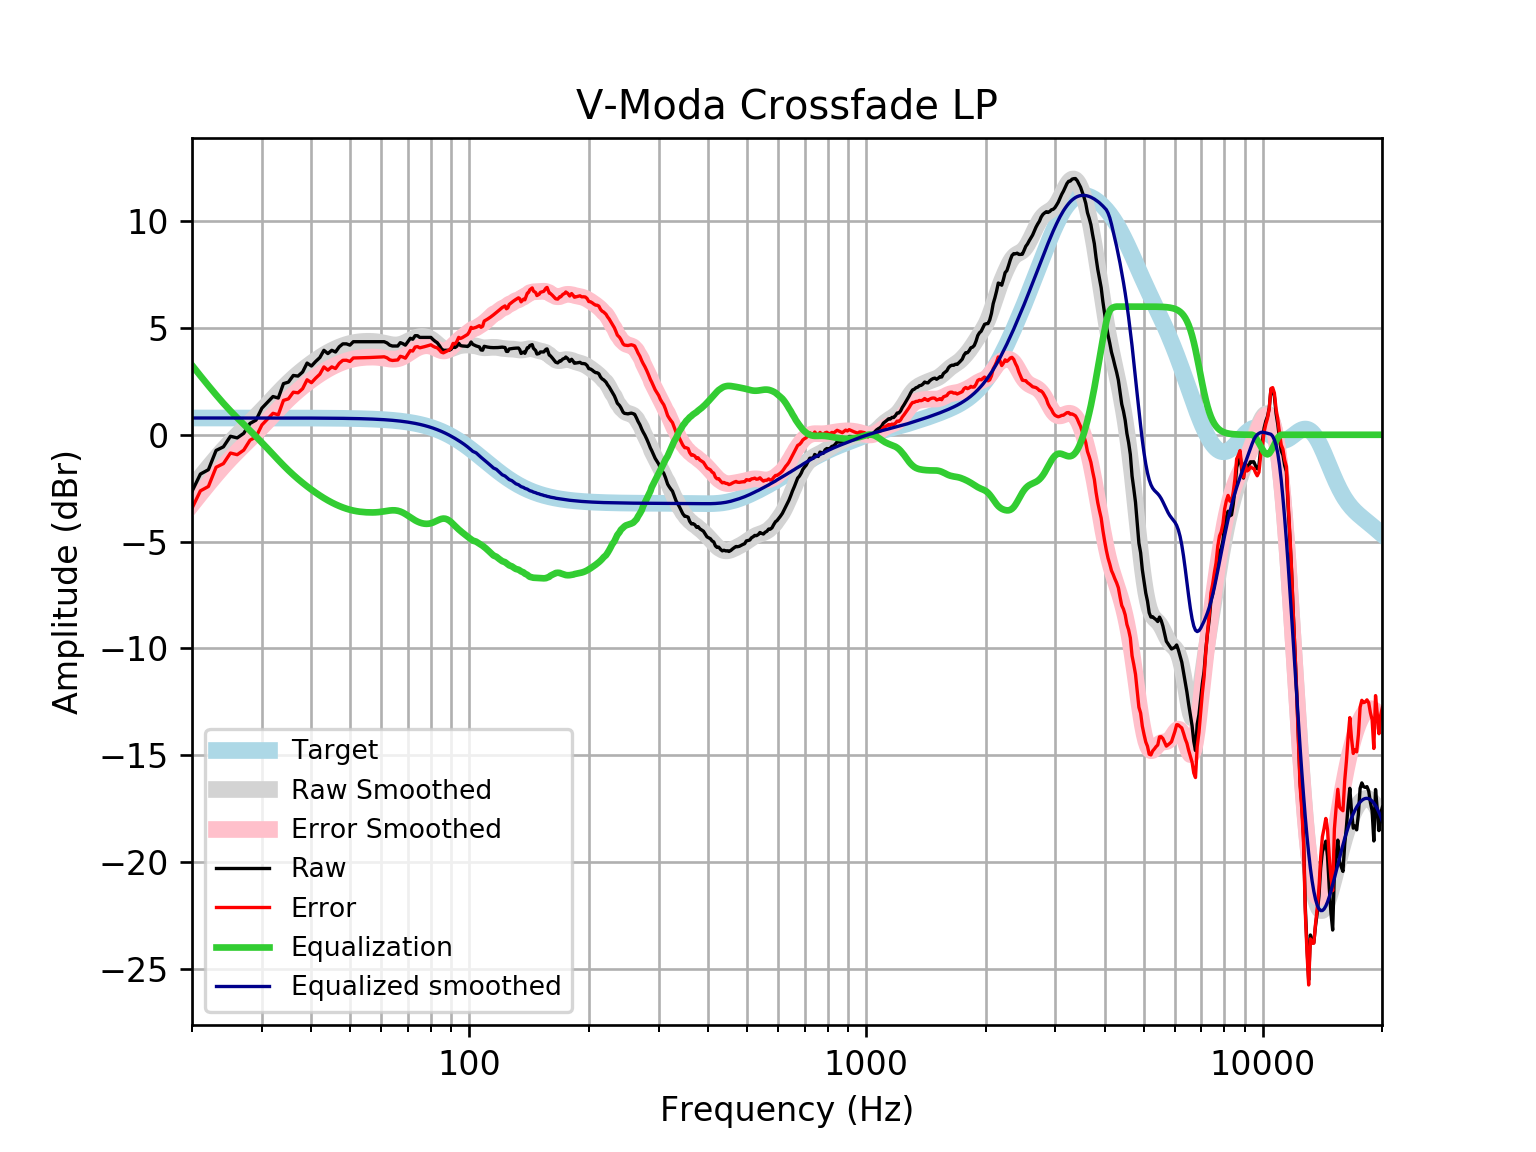 V-Moda Crossfade LP
Amplitude (dBr)
10
5
0
−5
−10
−15
−20
−25
Target
Raw Smoothed
Error Smoothed
Raw
Error
Equalization
Equalized smoothed
100
1000
10000
Frequency (Hz)